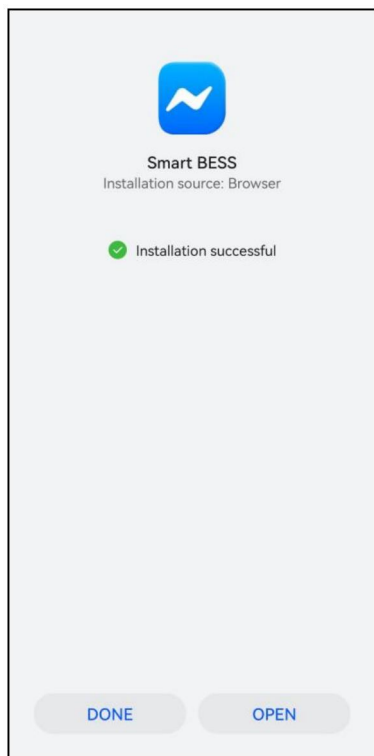 Smart BESS
Installation source: Browser
Installation successful
DONE
OPEN